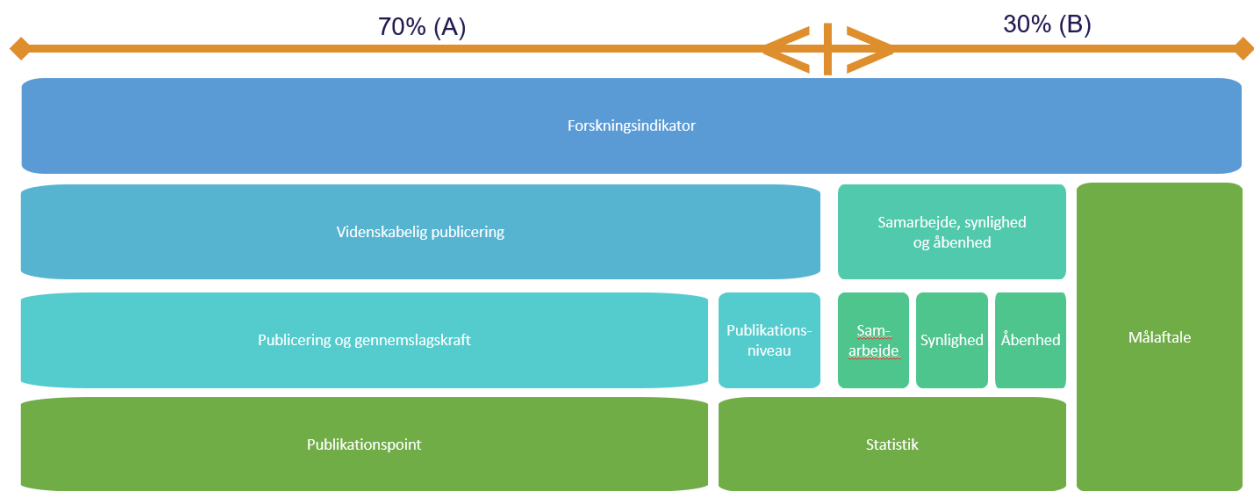 70% (A)
30% (B)
Forskningsindikator
Videnskabelig publicering
Samarbejde, synlighed
og åbenhed
Publicering og gennemslagskraft
Publikations-
niveau
Sam-
arbejde
Synlighed
Åbenhed
Målaftale
Publikationspoint
Statistik